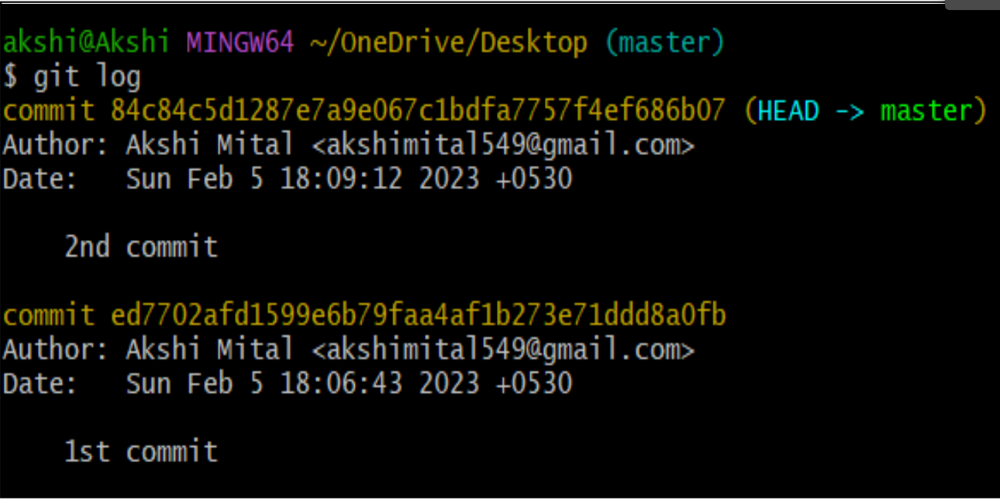 akshi@Akshi MINGW64 ~/OneDrive/Desktop (master)
$ git log
commit 84c84c5d1287e7a9e067c1bdfa7757f4ef686b07 (HEAD -> master)
Author: Akshi Mital <akshimital549@gmail.com>
Date:   Sun Feb 5 18:09:12 2023 +0530
    2nd commit
commit ed7702afd1599e6b79faa4af1b273e71ddd8a0fb
Author: Akshi Mital <akshimital549@gmail.com>
Date:   Sun Feb 5 18:06:43 2023 +0530
    1st commit